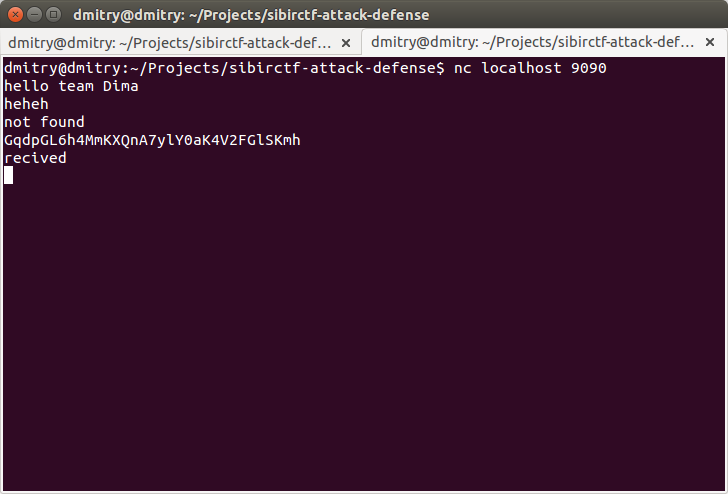 dmitry@dmitry: ~/Projects/sibirctf-attack-defense
dmitry@dmitry: ~/Projects/sibirctf-attack-def... ×
dmitry@dmitry: ~/Projects/sibirctf-attack-def... ×
dmitry@dmitry:~/Projects/sibirctf-attack-defense$ nc localhost 9090
hello team Dima
heheh
not found
GqdpGL6h4MmKXQnA7ylY0aK4V2FGlSKmh
recived